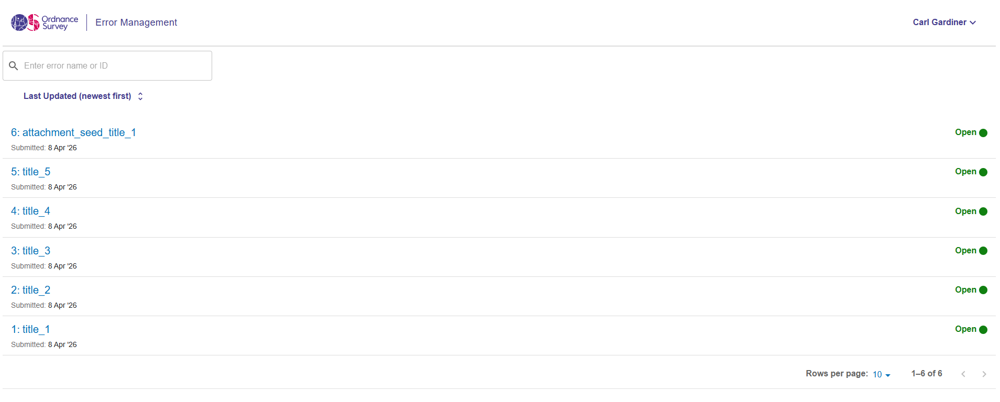 Ordnance
Survey
Error Management
Carl Gardiner
Enter error name or ID
Last Updated (newest first)
6: attachment_seed_title_1
Open
Submitted: 8 Apr '26
5: title_5
Open
Submitted: 8 Apr '26
4: title_4
Open
Submitted: 8 Apr '26
3: title_3
Open
Submitted: 8 Apr '26
2: title_2
Open
Submitted: 8 Apr '26
1: title_1
Open
Submitted: 8 Apr '26
Rows per page: 10 1–6 of 6